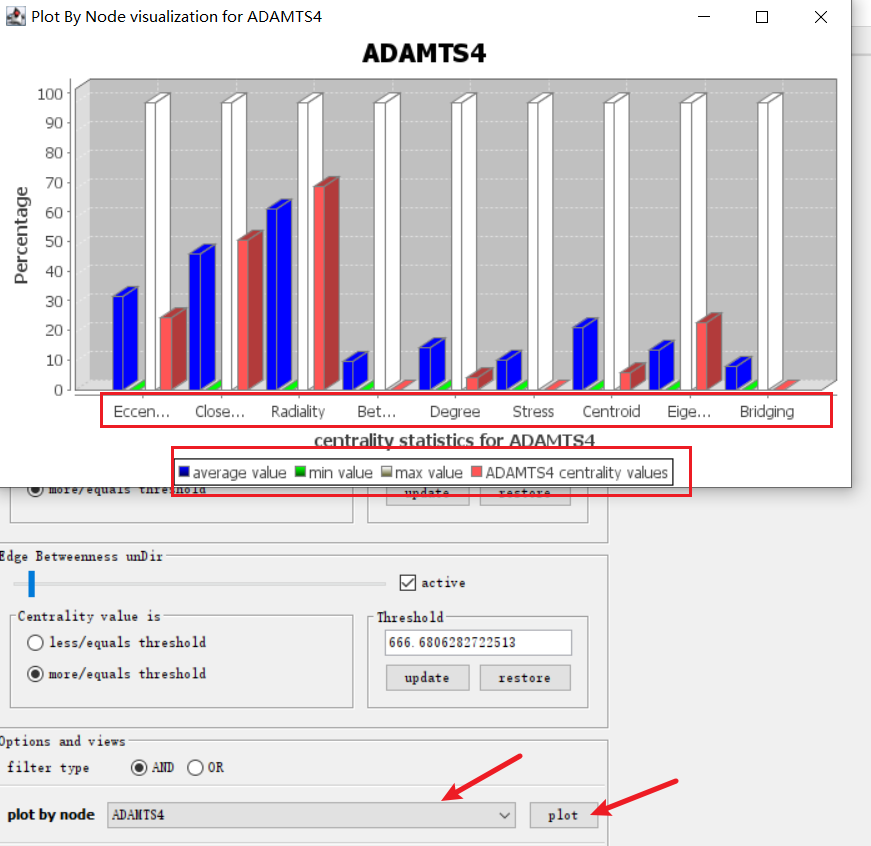 Plot By Node visualization for ADAMTS4
ADAMTS4
Percentage
100
90
80
70
60
50
40
30
20
10
0
Eccen... Close... Radiality Bet... Degree Stress Centroid Eige... Bridging
centrality statistics for ADAMTS4
average value min value max value ADAMTS4 centrality values
more/equals threshold
update restore
Edge Betweenness unDir
active
Centrality value is
Threshold
less/equals threshold
666.6806282722513
more/equals threshold
update restore
Options and views
filter type AND OR
plot by node ADAMTS4 plot